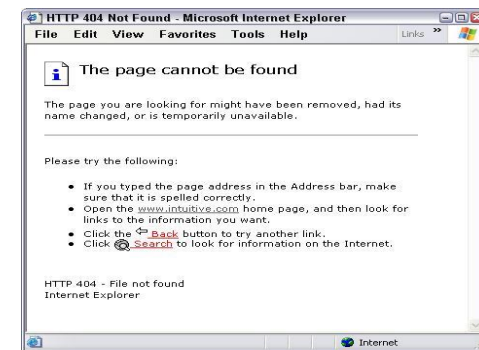 HTTP 404 Not Found - Microsoft Internet Explorer
File Edit View Favorites Tools Help Links »
The page cannot be found
The page you are looking for might have been removed, had its
name changed, or is temporarily unavailable.
Please try the following:
• If you typed the page address in the Address bar, make
sure that it is spelled correctly.
• Open the www.intuitive.com home page, and then look for
links to the information you want.
• Click the Back button to try another link.
• Click Search to look for information on the Internet.
HTTP 404 - File not found
Internet Explorer
Internet